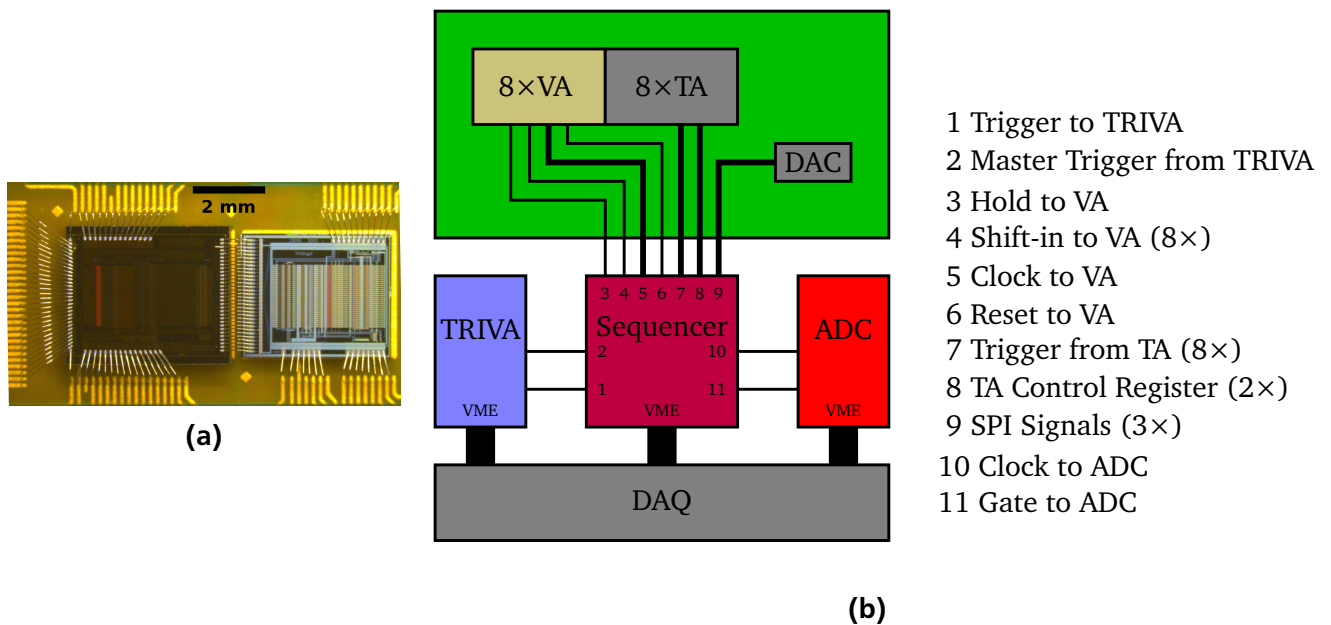 2 mm
(a)
8×VA
8×TA
DAC
3 4 5 6 7 8 9
TRIVA
Sequencer
ADC
2
10
1
11
VME
VME
VME
DAQ
1 Trigger to TRIVA
2 Master Trigger from TRIVA
3 Hold to VA
4 Shift-in to VA (8×)
5 Clock to VA
6 Reset to VA
7 Trigger from TA (8×)
8 TA Control Register (2×)
9 SPI Signals (3×)
10 Clock to ADC
11 Gate to ADC
(b)